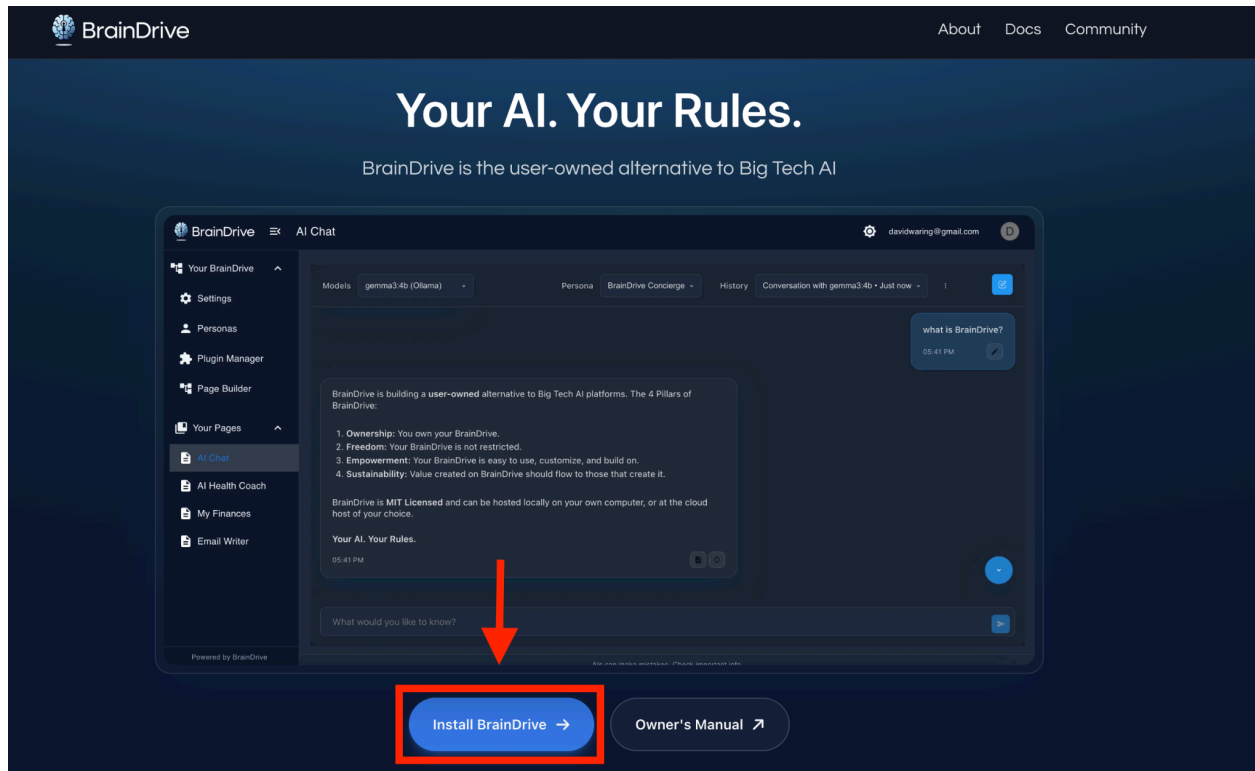 BrainDrive
About Docs Community
Your AI. Your Rules.
BrainDrive is the user-owned alternative to Big Tech AI
BrainDrive AI Chat davidwaring@gmail.com D
Your BrainDrive
Settings
Personas
Plugin Manager
Page Builder
Your Pages
AI Chat
AI Health Coach
My Finances
Email Writer
Powered by BrainDrive
Models gemma3:4b (Ollama) Persona BrainDrive Concierge History Conversation with gemma3:4b • Just now
what is BrainDrive?
05:41 PM
BrainDrive is building a user-owned alternative to Big Tech AI platforms. The 4 Pillars of
BrainDrive:
1. Ownership: You own your BrainDrive.
2. Freedom: Your BrainDrive is not restricted.
3. Empowerment: Your BrainDrive is easy to use, customize, and build on.
4. Sustainability: Value created on BrainDrive should flow to those that create it.
BrainDrive is MIT Licensed and can be hosted locally on your own computer, or at the cloud
host of your choice.
Your AI. Your Rules.
05:41 PM
What would you like to know?
AIs can make mistakes. Check important info.
Install BrainDrive →
Owner's Manual ↗